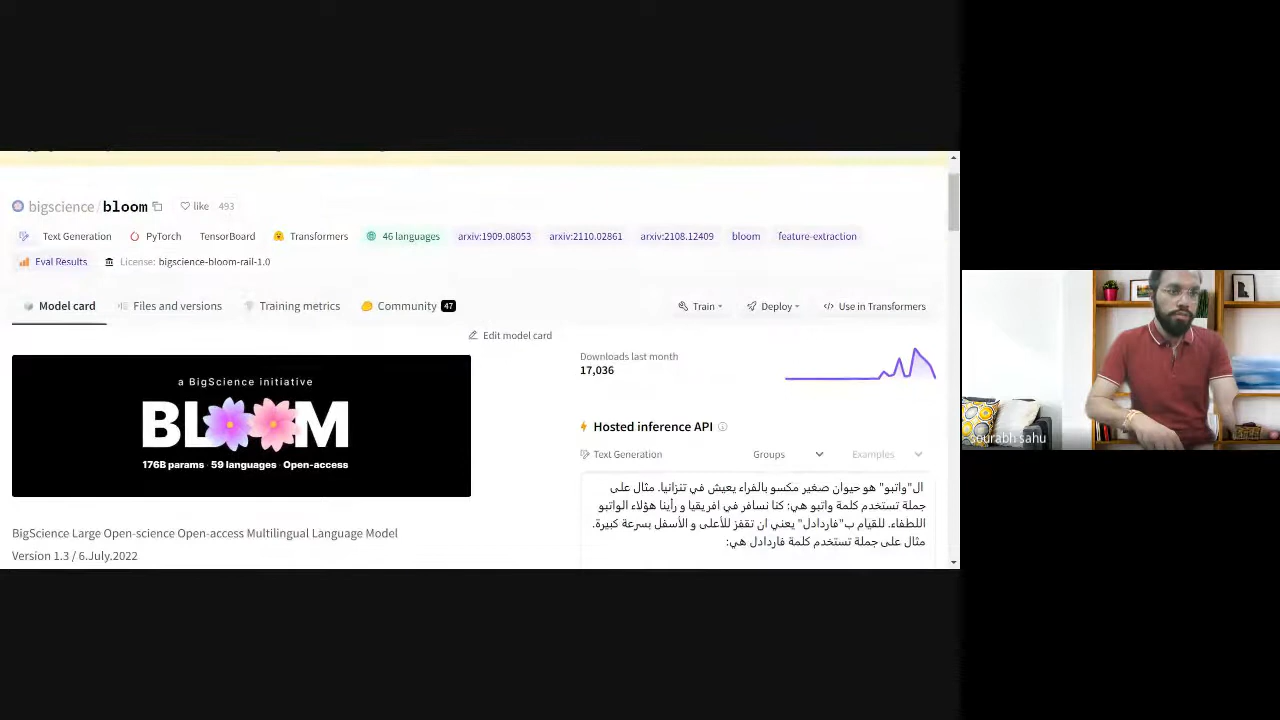 bigscience/bloom like 493
Text Generation PyTorch TensorBoard Transformers 46 languages arxiv:1909.08053 arxiv:2110.02861 arxiv:2108.12409 bloom feature-extraction
Eval Results License: bigscience-bloom-rail-1.0
Model card Files and versions Training metrics Community 47 Train Deploy Use in Transformers
Edit model card
a BigScience initiative
BLOOM
176B params · 59 languages · Open-access
BigScience Large Open-science Open-access Multilingual Language Model
Version 1.3 / 6.July.2022
Downloads last month
17,036
Hosted inference API
Text Generation Groups Examples
ال"واتبو" هو حيوان صغير مكسو بالفراء يعيش في تنزانيا. مثال على
جملة تستخدم كلمة واتبو هي: كنا نسافر في افريقيا و رأينا هؤلاء الواتبو
اللطفاء. للقيام ب"فاردادل" يعني ان تقفز للأعلى و الأسفل بسرعة كبيرة.
مثال على جملة تستخدم كلمة فاردادل هي:
sourabh sahu